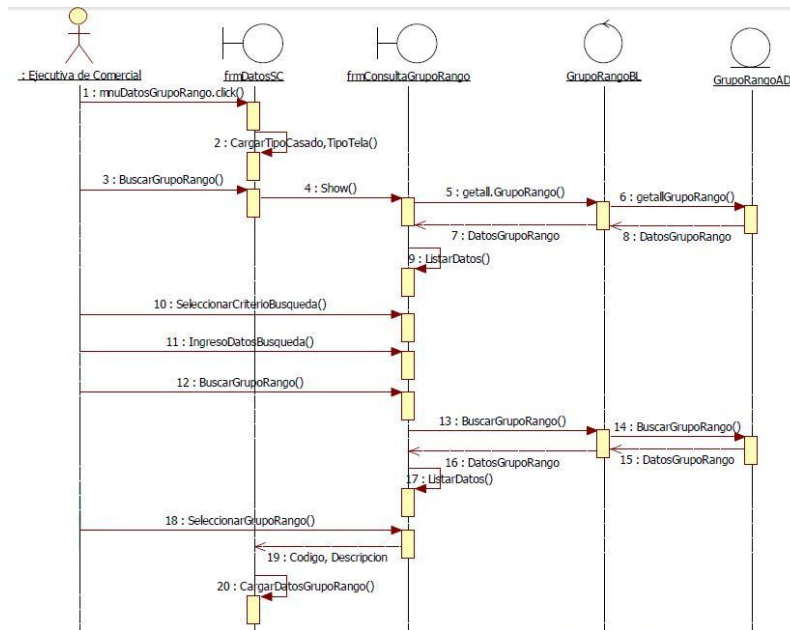 : Ejecutiva de Comercial
frmDatosSC
frmConsultaGrupoRango
GrupoRangoBL
GrupoRangoAD
1 : mnuDatosGrupoRango.click()
2 : CargarTipoCasado,TipoTela()
3 : BuscarGrupoRango()
4 : Show()
5 : getall.GrupoRango()
6 : getallGrupoRango()
7 : DatosGrupoRango
8 : DatosGrupoRango
9 : ListarDatos()
10 : SeleccionarCriterioBusqueda()
11 : IngresoDatosBusqueda()
12 : BuscarGrupoRango()
13 : BuscarGrupoRango()
14 : BuscarGrupoRango()
15 : DatosGrupoRango
16 : DatosGrupoRango
17 : ListarDatos()
18 : SeleccionarGrupoRango()
19 : Codigo, Descripcion
20 : CargarDatosGrupoRango()